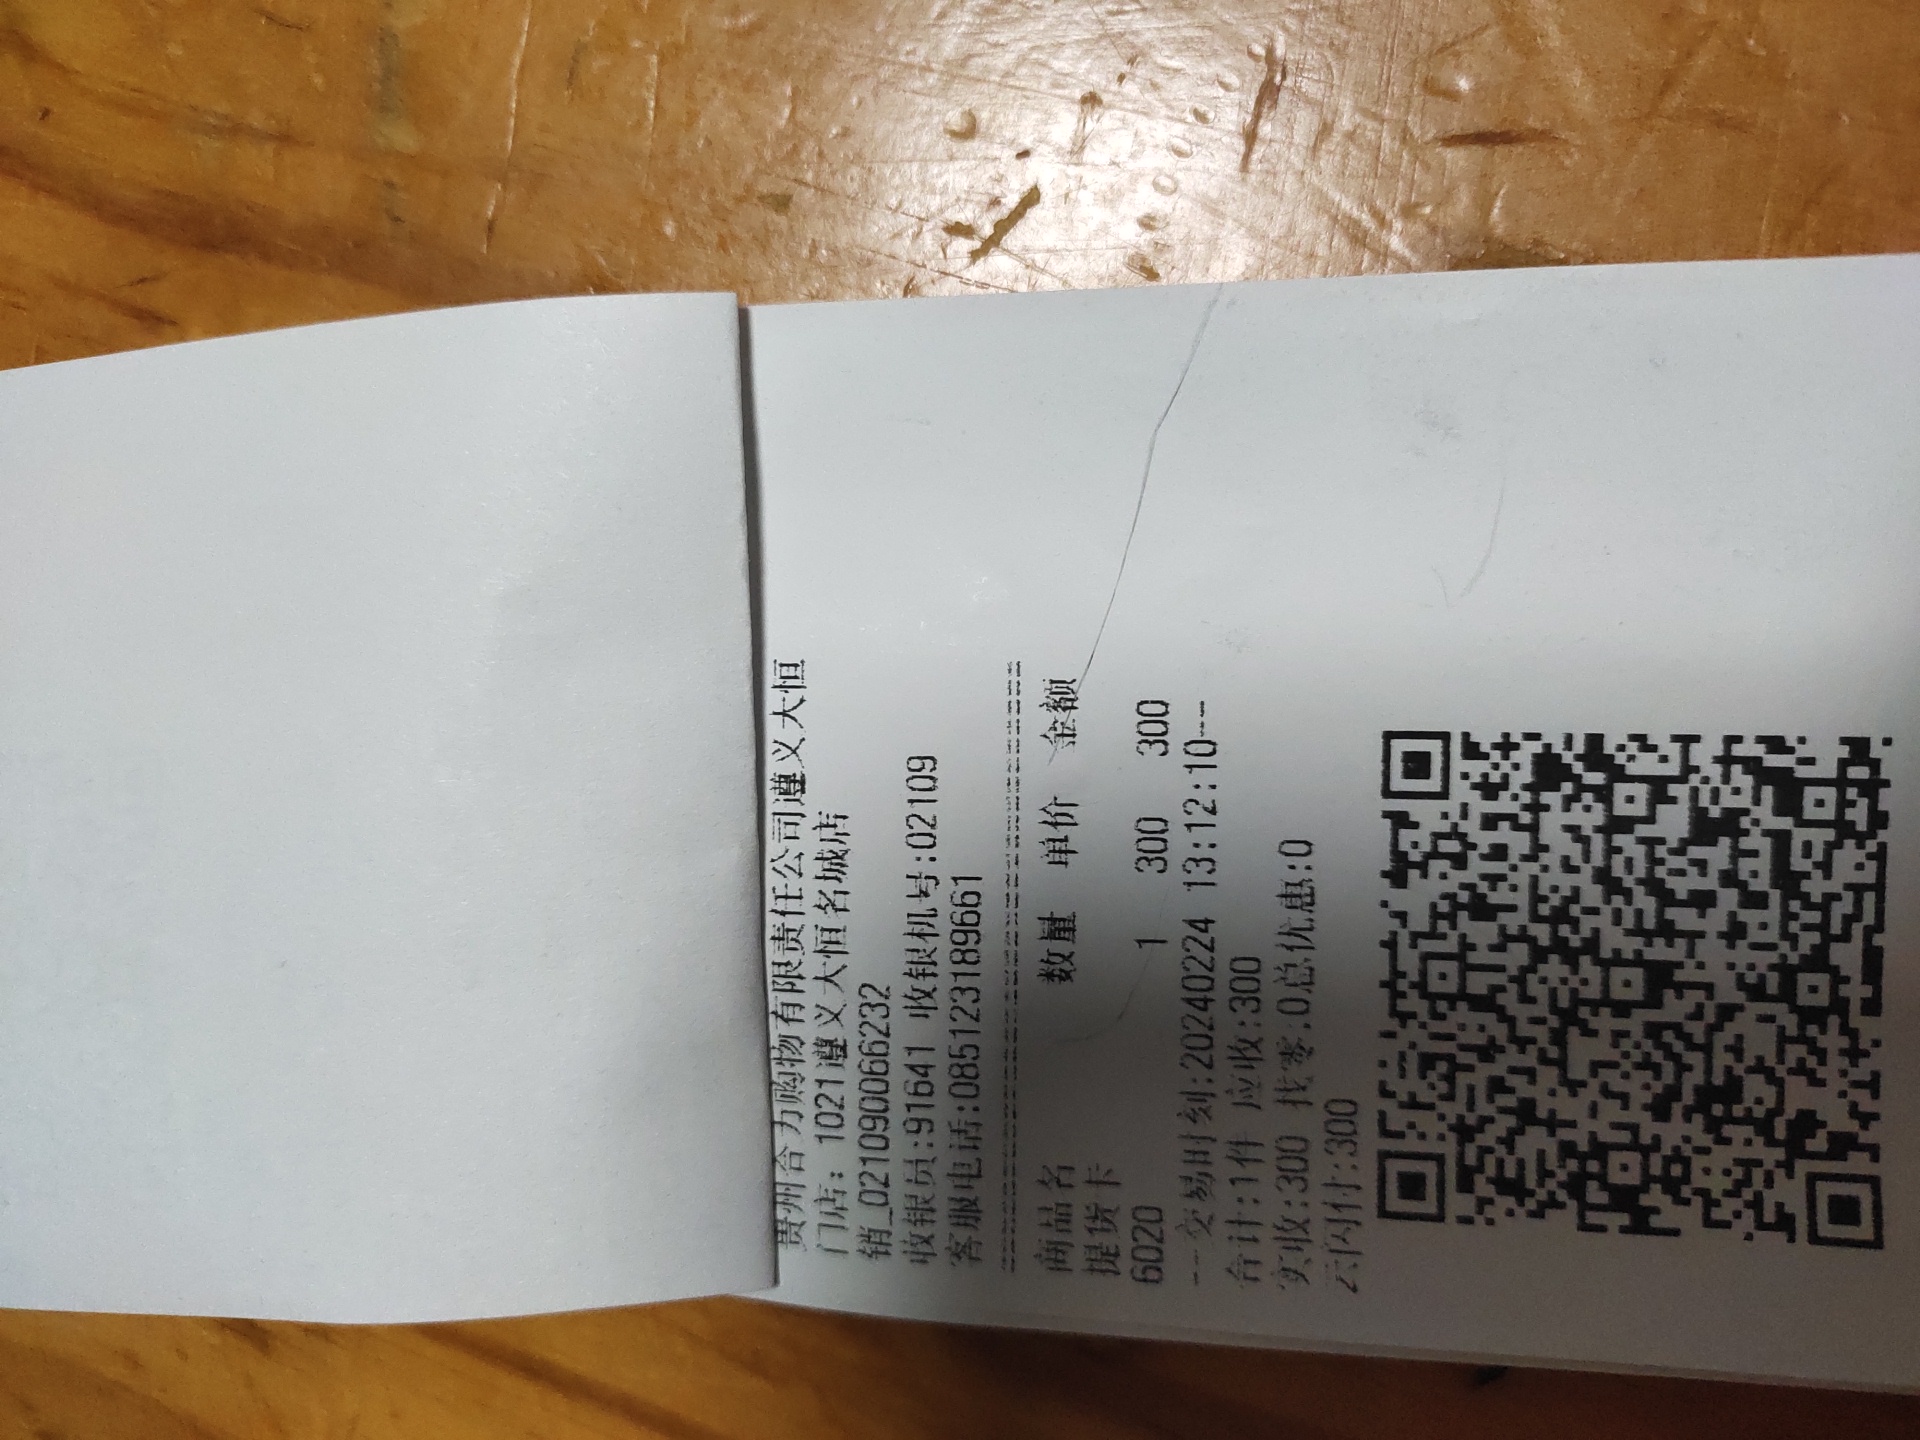 贵州合力购物有限责任公司遵义大恒
门店: 1021遵义大恒名城店
销_021090066232
收银员:91641 收银机号:02109
客服电话:085123189661
商品名 数量 单价 金额
提货卡
6020 1 300 300
---交易时刻:20240224 13:12:10---
合计:1件 应收:300
实收:300 找零:0总优惠:0
云闪付:300